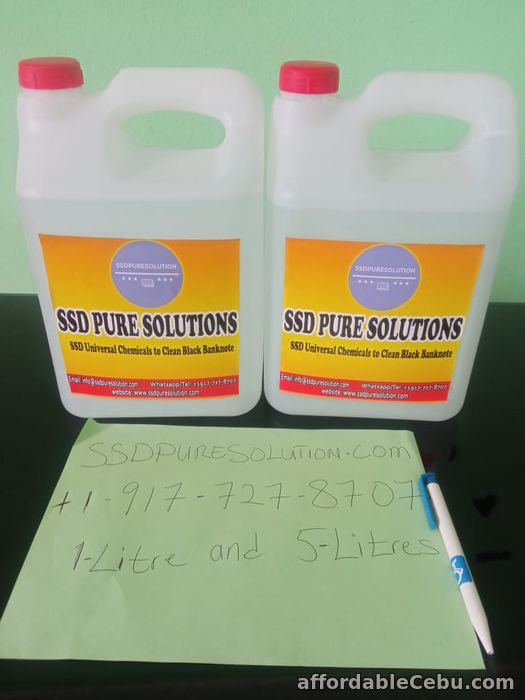 SSDPURESOLUTION
SSD PURE SOLUTIONS
SSD Universal Chemicals to Clean Black Banknote
Email: info@ssdpuresolution.com Whatsapp/Tel: +1917-727-8707
website: www.ssdpuresolution.com
SSDPURESOLUTION
SSD PURE SOLUTIONS
SSD Universal Chemicals to Clean Black Banknote
Email: info@ssdpuresolution.com Whatsapp/Tel: +1917-727-8707
website: www.ssdpuresolution.com
SSDPURESOLUTION.COM
+1-917-727-8707
1-Litre and 5-Litres
affordableCebu.com